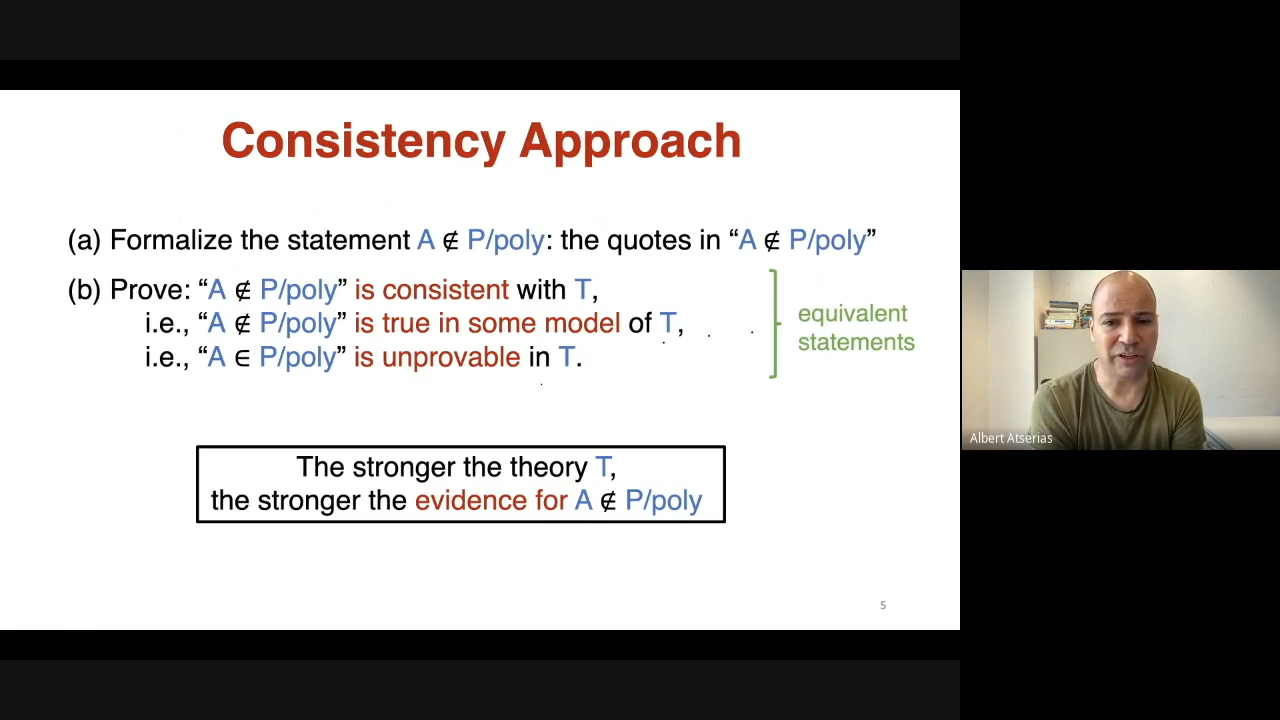 Consistency Approach
(a) Formalize the statement A ∉ P/poly: the quotes in “A ∉ P/poly”
(b) Prove: “A ∉ P/poly” is consistent with T,
i.e., “A ∉ P/poly” is true in some model of T,
i.e., “A ∈ P/poly” is unprovable in T.
equivalent
statements
The stronger the theory T,
the stronger the evidence for A ∉ P/poly
5
Albert Atserias